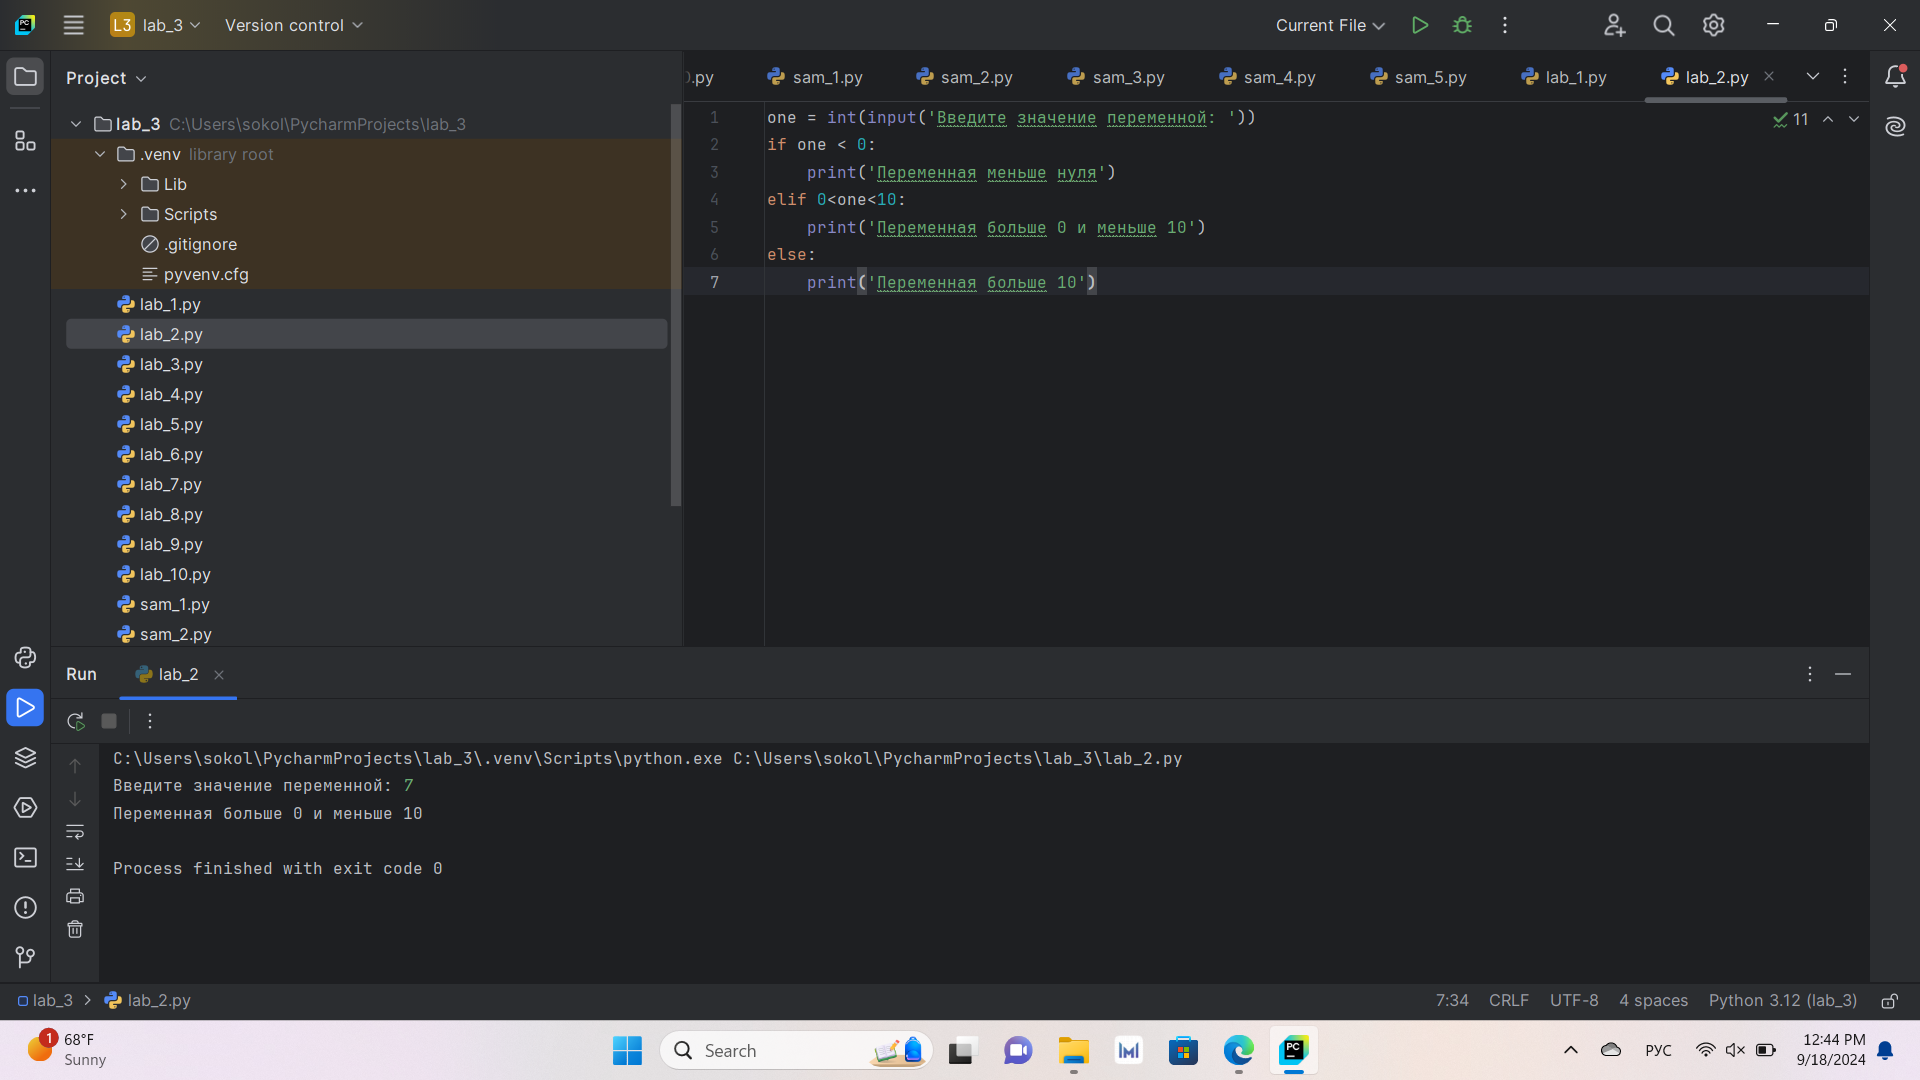 L3 lab_3 Version control Current File
Project
lab_3 C:\Users\sokol\PycharmProjects\lab_3
.venv library root
Lib
Scripts
.gitignore
pyvenv.cfg
lab_1.py
lab_2.py
lab_3.py
lab_4.py
lab_5.py
lab_6.py
lab_7.py
lab_8.py
lab_9.py
lab_10.py
sam_1.py
sam_2.py
.py sam_1.py sam_2.py sam_3.py sam_4.py sam_5.py lab_1.py lab_2.py
1 one = int(input('Введите значение переменной: '))
2 if one < 0:
3 print('Переменная меньше нуля')
4 elif 0<one<10:
5 print('Переменная больше 0 и меньше 10')
6 else:
7 print('Переменная больше 10')
11
Run lab_2
C:\Users\sokol\PycharmProjects\lab_3\.venv\Scripts\python.exe C:\Users\sokol\PycharmProjects\lab_3\lab_2.py
Введите значение переменной: 7
Переменная больше 0 и меньше 10
Process finished with exit code 0
lab_3 > lab_2.py 7:34 CRLF UTF-8 4 spaces Python 3.12 (lab_3)
1
68°F
Sunny
Search
PC
РУС
12:44 PM
9/18/2024